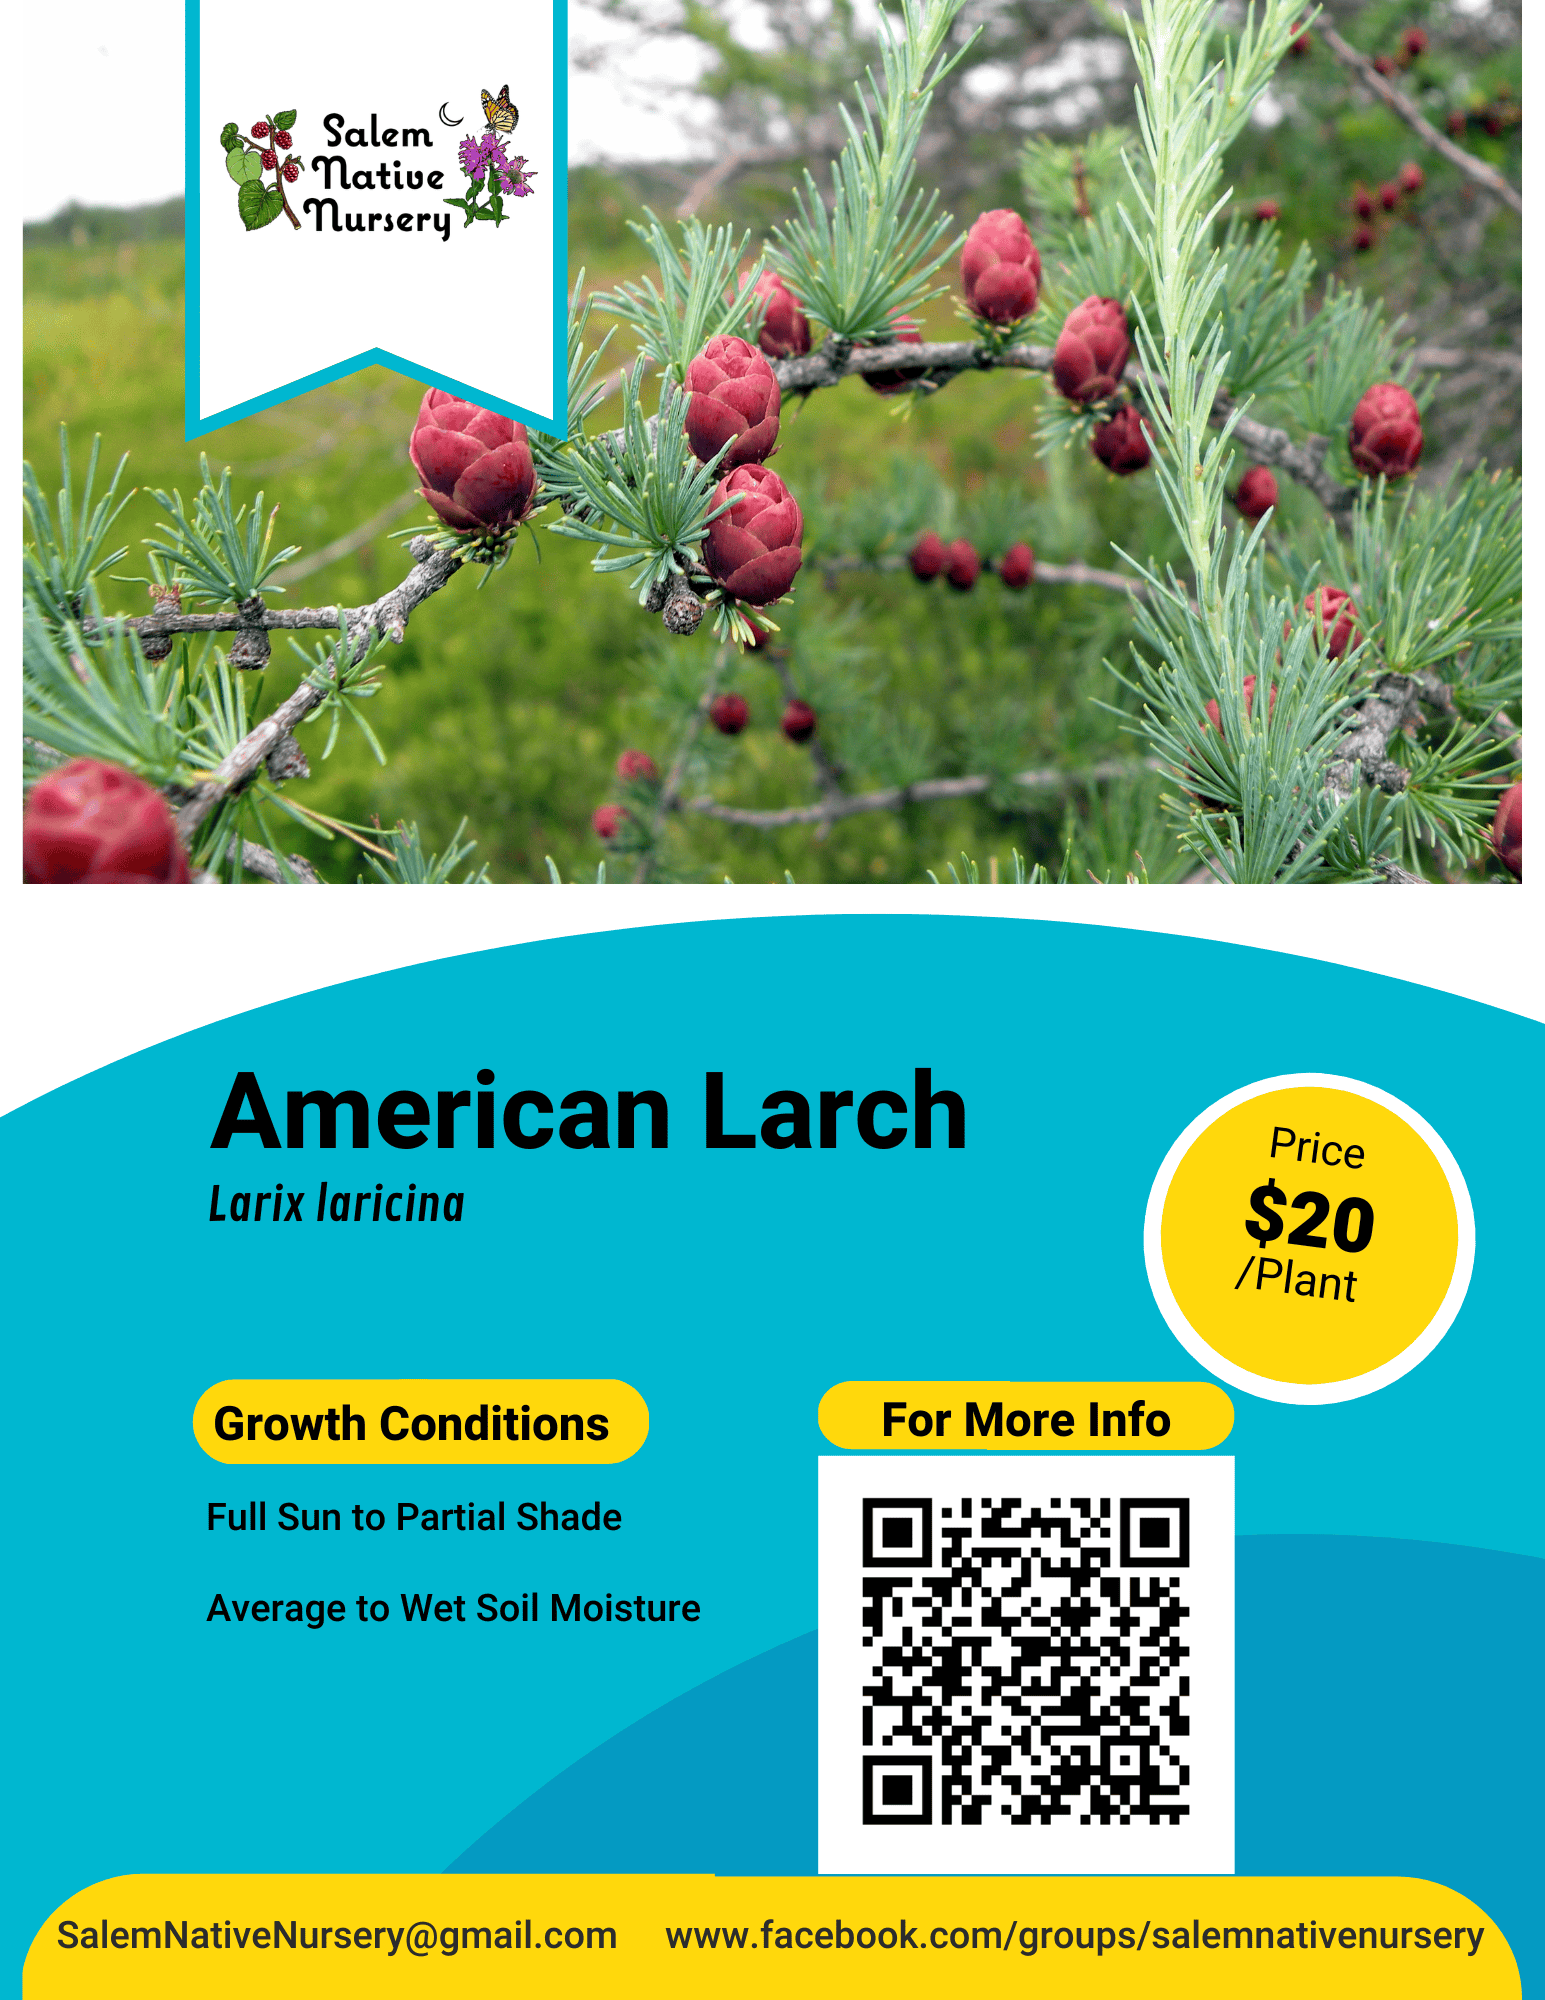 Salem
Native
Nursery
American Larch
Larix laricina
Price
$20
/Plant
Growth Conditions
Full Sun to Partial Shade
Average to Wet Soil Moisture
For More Info
SalemNativeNursery@gmail.com
www.facebook.com/groups/salemnativenursery